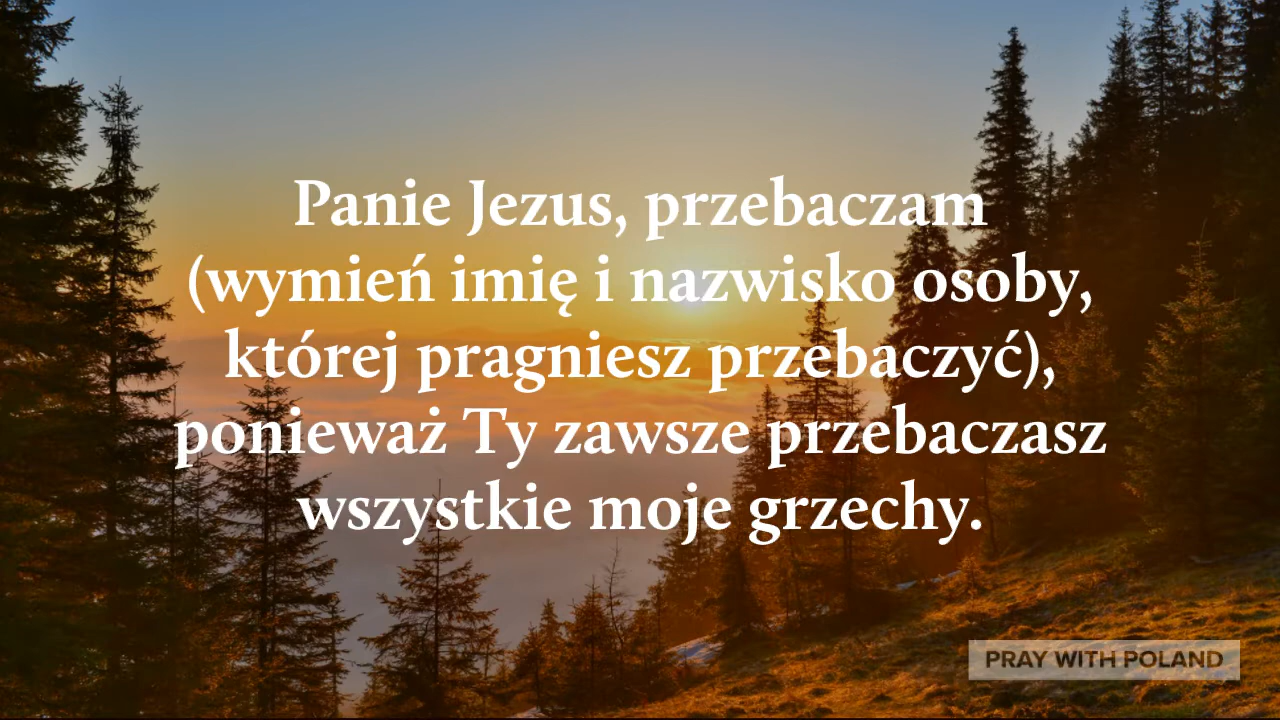 Panie Jezus, przebaczam
(wymień imię i nazwisko osoby,
której pragniesz przebaczyć),
ponieważ Ty zawsze przebaczasz
wszystkie moje grzechy.
PRAY WITH POLAND